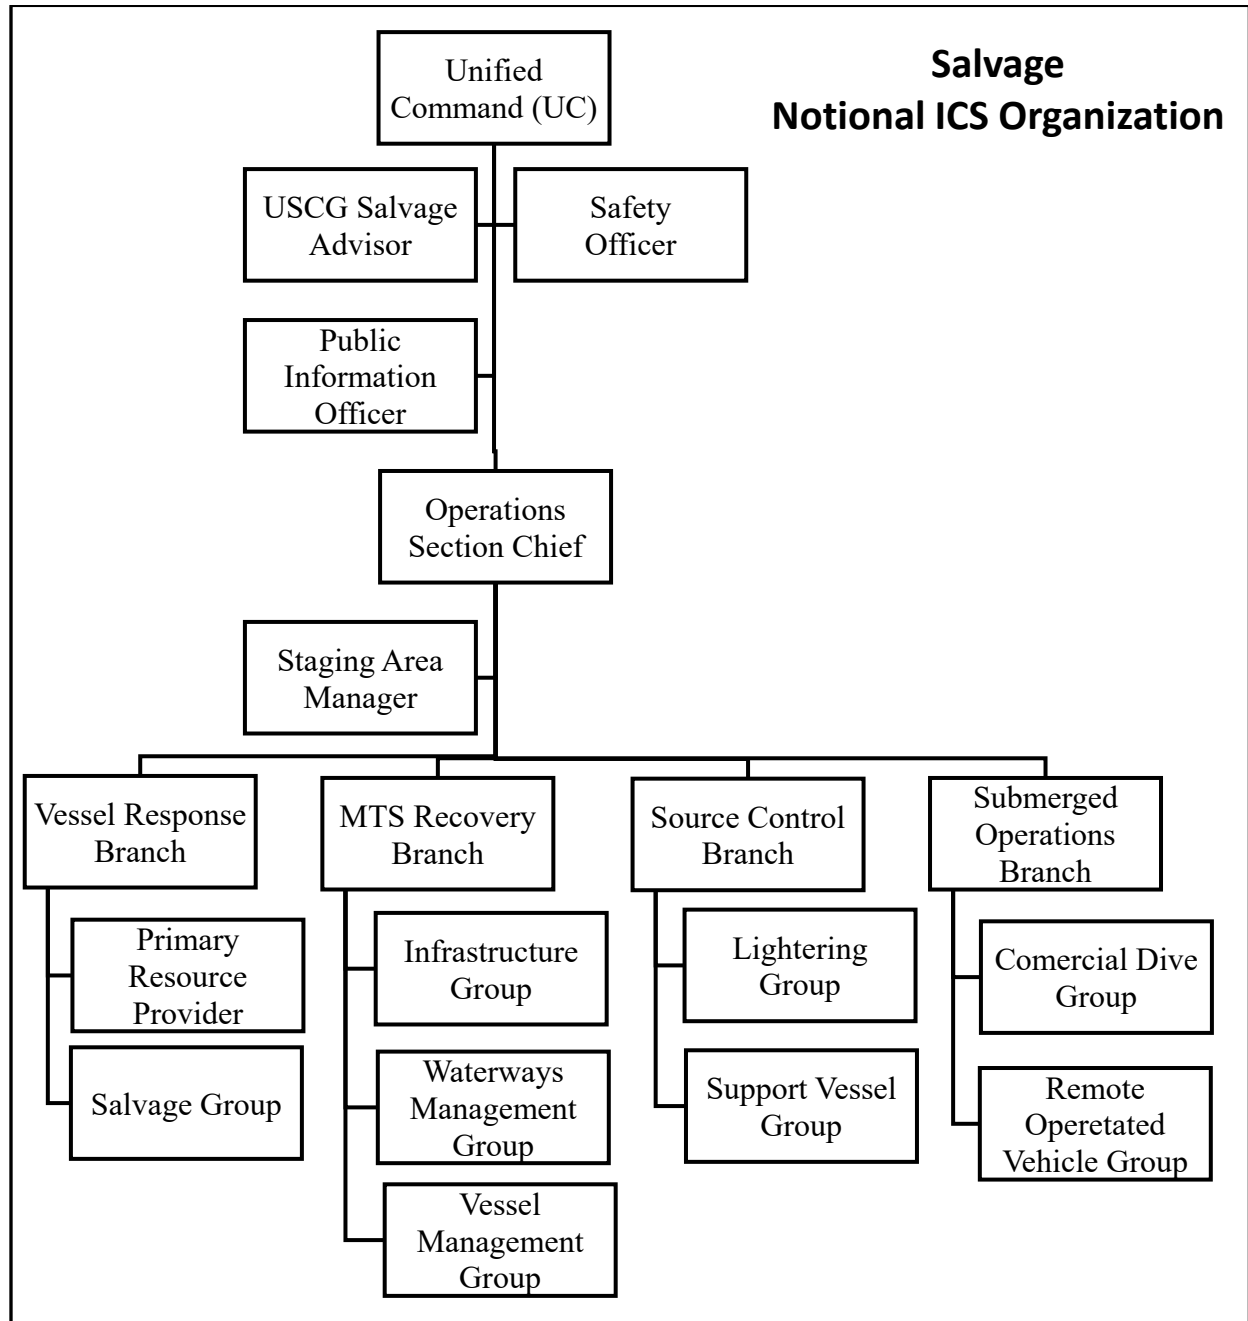 Salvage
Notional ICS Organization
Unified
Command (UC)
USCG Salvage
Advisor
Safety
Officer
Public
Information
Officer
Operations
Section Chief
Staging Area
Manager
Vessel Response
Branch
MTS Recovery
Branch
Source Control
Branch
Submerged
Operations
Branch
Primary
Resource
Provider
Salvage Group
Infrastructure
Group
Waterways
Management
Group
Vessel
Management
Group
Lightering
Group
Support Vessel
Group
Comercial Dive
Group
Remote
Operetated
Vehicle Group